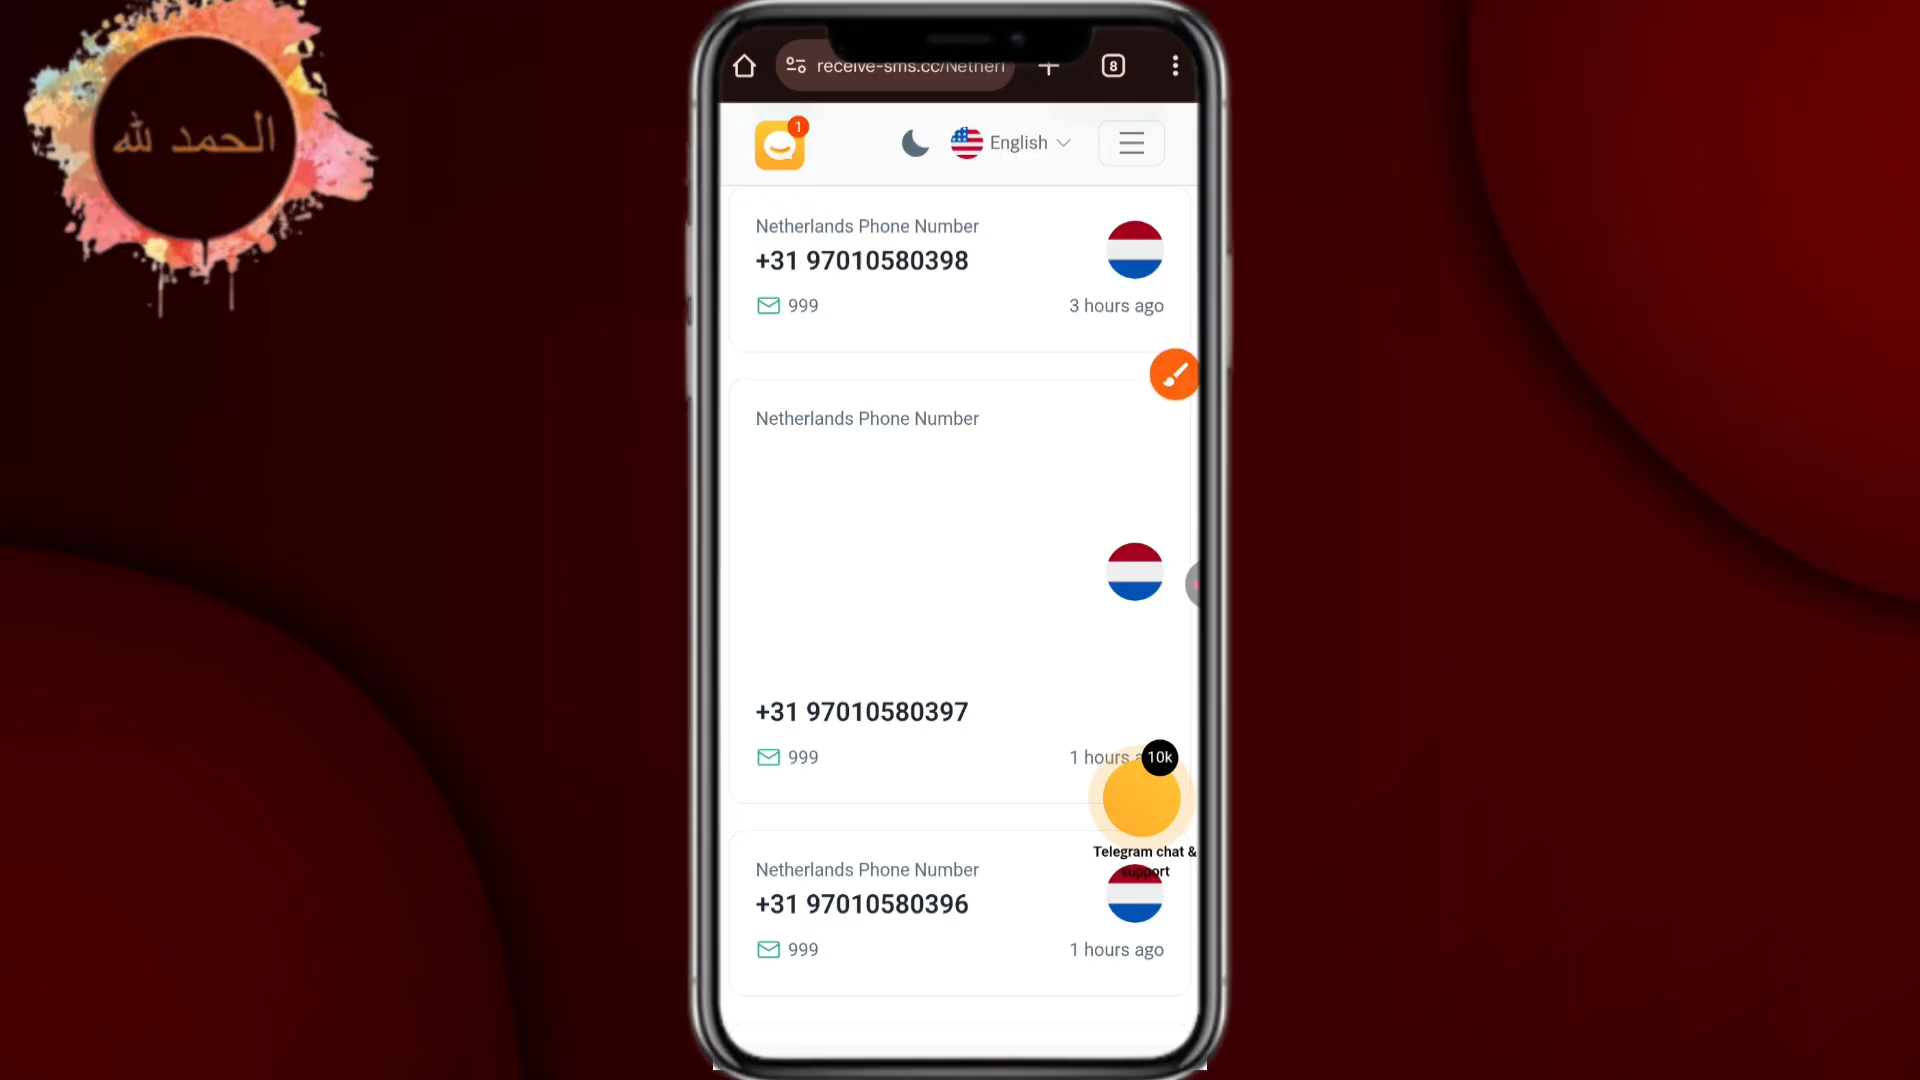 الحمد لله
receive-sms.cc/Netherl
8
1
English
Netherlands Phone Number
+31 97010580398
999
3 hours ago
Netherlands Phone Number
+31 97010580397
999
1 hours a
10k
Telegram chat &
support
Netherlands Phone Number
+31 97010580396
999
1 hours ago